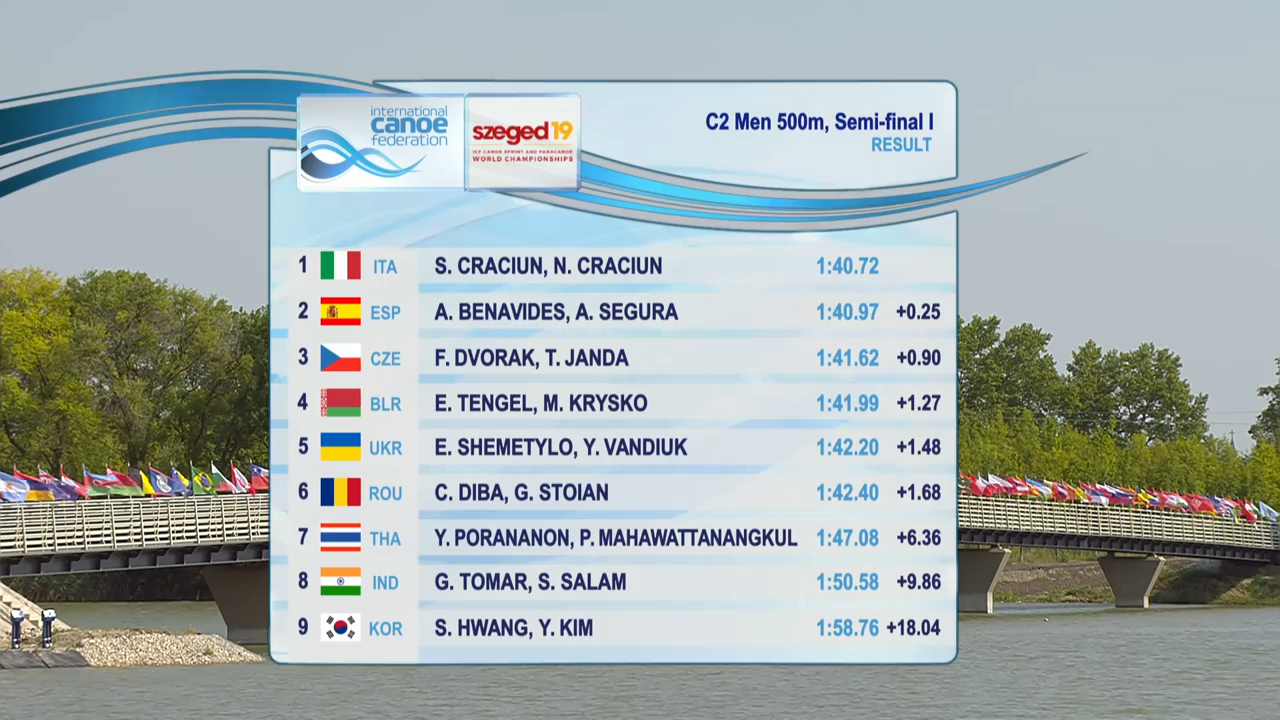 international
canoe
federation
szeged19
ICF CANOE SPRINT AND PARACANOE
WORLD CHAMPIONSHIPS
C2 Men 500m, Semi-final I
RESULT
1 ITA S. CRACIUN, N. CRACIUN 1:40.72
2 ESP A. BENAVIDES, A. SEGURA 1:40.97 +0.25
3 CZE F. DVORAK, T. JANDA 1:41.62 +0.90
4 BLR E. TENGEL, M. KRYSKO 1:41.99 +1.27
5 UKR E. SHEMETYLO, Y. VANDIUK 1:42.20 +1.48
6 ROU C. DIBA, G. STOIAN 1:42.40 +1.68
7 THA Y. PORANANON, P. MAHAWATTANANGKUL 1:47.08 +6.36
8 IND G. TOMAR, S. SALAM 1:50.58 +9.86
9 KOR S. HWANG, Y. KIM 1:58.76 +18.04